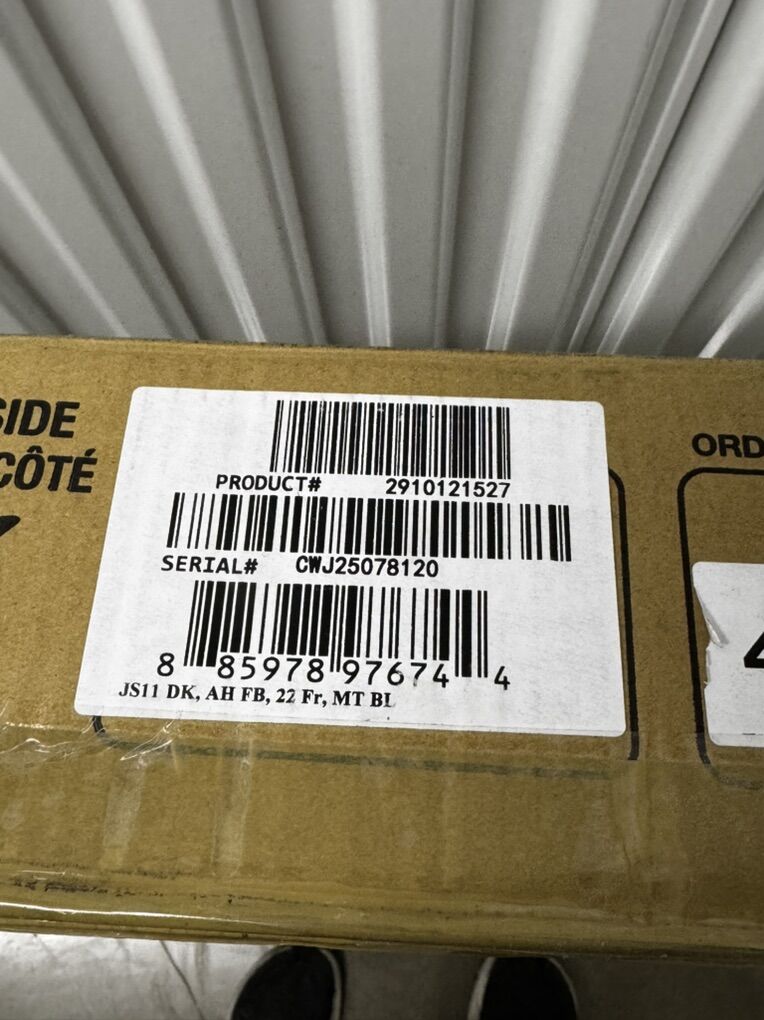 SIDE
CÔTÉ
ORD
PRODUCT# 2910121527
SERIAL# CWJ25078120
8 85978 97674 4
JS11 DK, AH FB, 22 Fr, MT BL
4